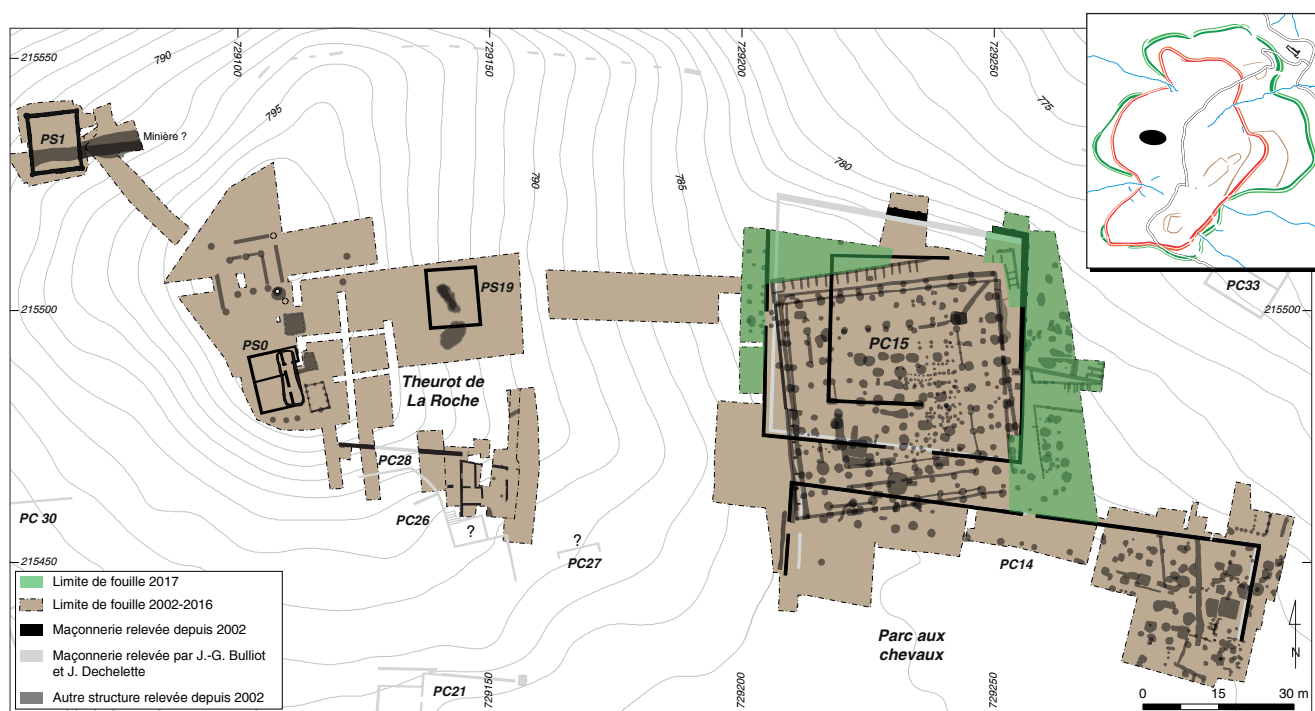 215550
790
729100
729150
729200
729250
795
775
PS1
Minière ?
780
790
785
PC33
215500
215500
PS19
PC15
PS0
Theurot de
La Roche
PC28
PC 30
PC26
?
?
PC27
215450
PC14
Limite de fouille 2017
Limite de fouille 2002-2016
Maçonnerie relevée depuis 2002
Maçonnerie relevée par J.-G. Bulliot
et J. Dechelette
Autre structure relevée depuis 2002
Parc aux
chevaux
N
PC21
729150
729200
729250
0 15 30 m